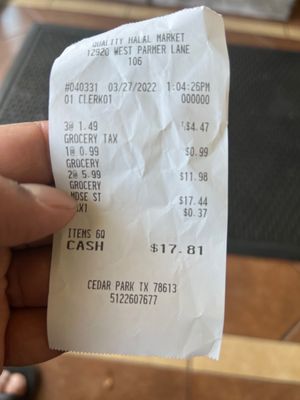 QUALITY HALAL MARKET
12920 WEST PARMER LANE
106
#040331 03/27/2022 1:04:26PM
01 CLERK01 000000
3@ 1.49
GROCERY TAX $4.47
1@ 0.99
GROCERY $0.99
2@ 5.99
GROCERY $11.98
MDSE ST $17.44
$0.37
ITEMS 6Q
CASH $17.81
CEDAR PARK TX 78613
5122607677